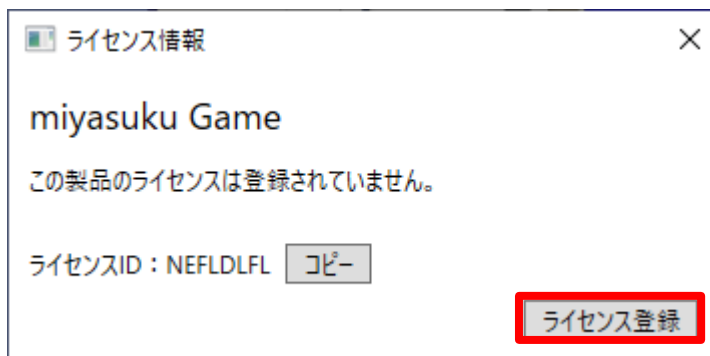 ライセンス情報
miyasuku Game
この製品のライセンスは登録されていません。
ライセンスID：NEFLDLFL コピー
ライセンス登録